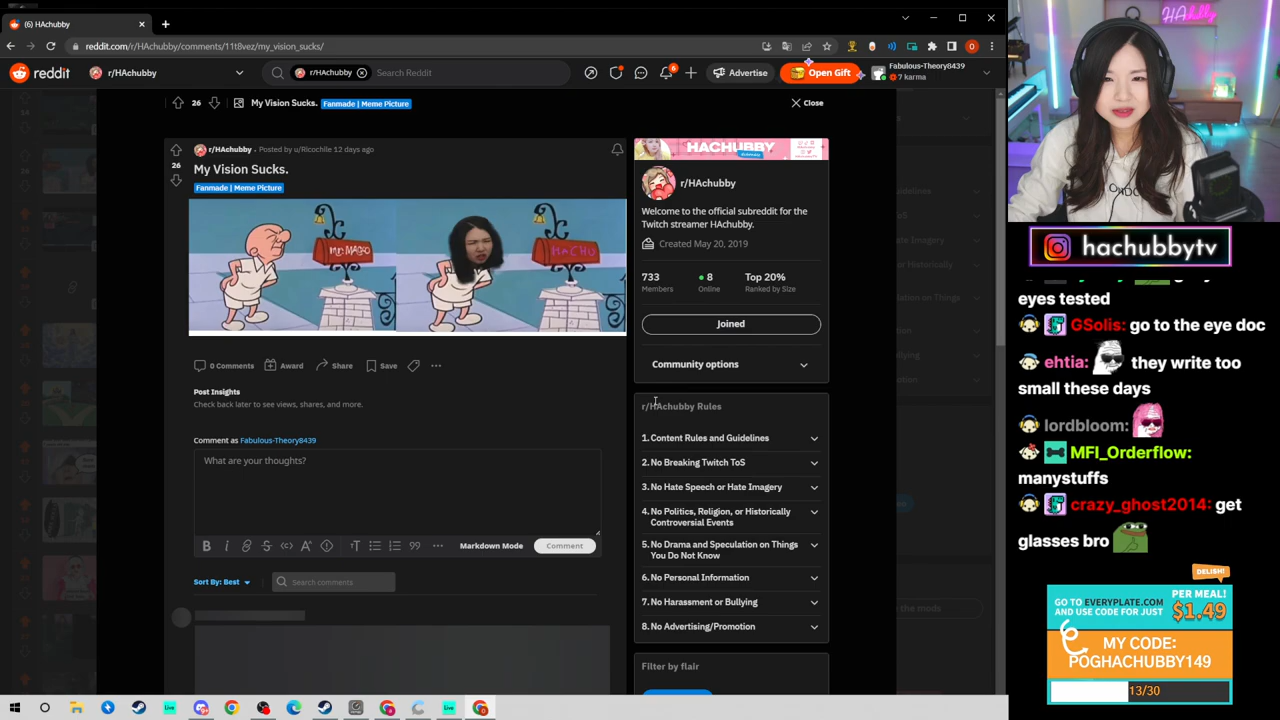 (6) HAchubby
reddit.com/r/HAchubby/comments/11t8vez/my_vision_sucks/
reddit
r/HAchubby
r/HAchubby
Search Reddit
6
Advertise
Open Gift
Fabulous-Theory8439
7 karma
26
My Vision Sucks.
Fanmade | Meme Picture
Close
26
r/HAchubby · Posted by u/Ricochlie 12 days ago
My Vision Sucks.
Fanmade | Meme Picture
MR. MAGOO
HACHU
0 Comments
Award
Share
Save
Post Insights
Check back later to see views, shares, and more.
Comment as Fabulous-Theory8439
What are your thoughts?
Markdown Mode
Comment
Sort By: Best
Search comments
HACHUBBY
r/HAchubby
Welcome to the official subreddit for the
Twitch streamer HAchubby.
Created May 20, 2019
733
Members
8
Online
Top 20%
Ranked by Size
Joined
Community options
r/HAchubby Rules
1. Content Rules and Guidelines
2. No Breaking Twitch ToS
3. No Hate Speech or Hate Imagery
4. No Politics, Religion, or Historically
Controversial Events
5. No Drama and Speculation on Things
You Do Not Know
6. No Personal Information
7. No Harassment or Bullying
8. No Advertising/Promotion
Filter by flair
hachubbytv
eyes tested
GSolis: go to the eye doc
ehtia: they write too
small these days
lordbloom:
MFI_Orderflow:
manystuffs
crazy_ghost2014: get
glasses bro
DELISH!
GO TO EVERYPLATE.COM
AND USE CODE FOR JUST
PER MEAL!
$1.49
MY CODE:
POGHACHUBBY149
13/30